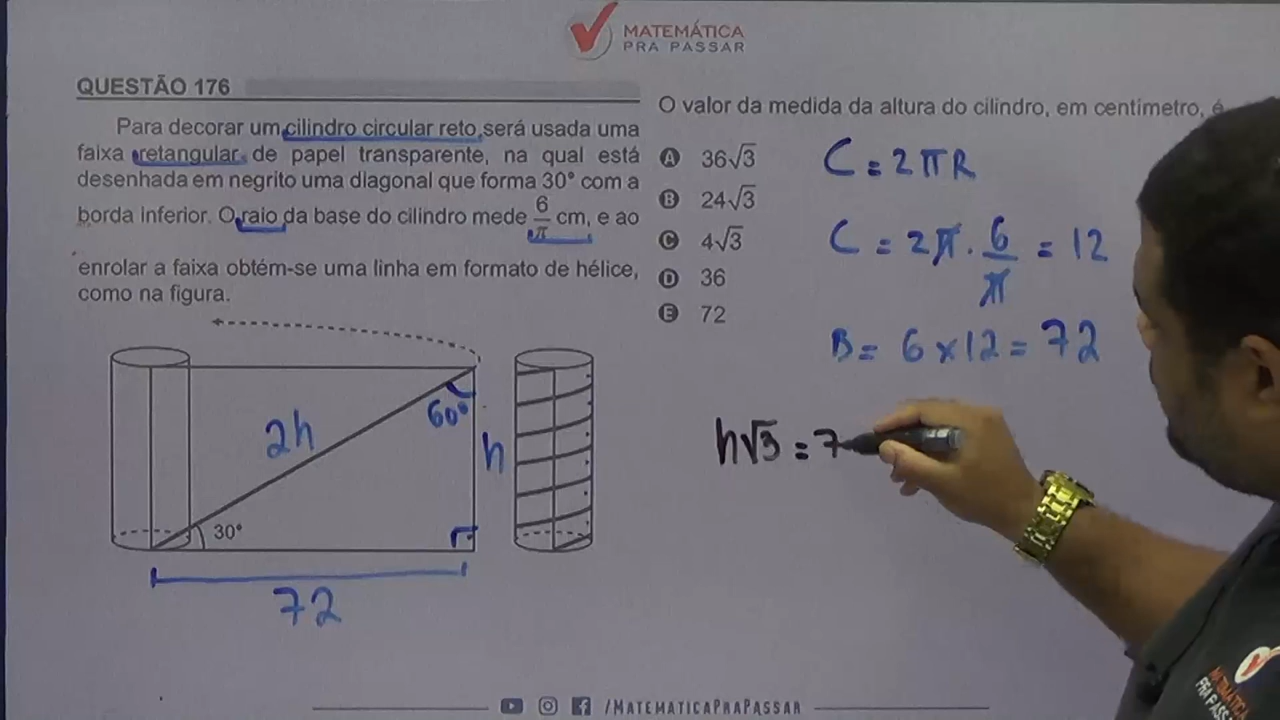 MATEMÁTICA
PRA PASSAR
QUESTÃO 176
Para decorar um cilindro circular reto será usada uma
faixa retangular de papel transparente, na qual está
desenhada em negrito uma diagonal que forma 30° com a
borda inferior. O raio da base do cilindro mede 6/π cm, e ao
enrolar a faixa obtém-se uma linha em formato de hélice,
como na figura.
2h
60°
h
30°
72
O valor da medida da altura do cilindro, em centímetro, é
A 36√3
B 24√3
C 4√3
D 36
E 72
C = 2πR
C = 2π . 6/π = 12
B = 6 x 12 = 72
h√3 = 7
/MATEMATICAPRAPASSAR
MATEMÁTICA
PRA PASSAR